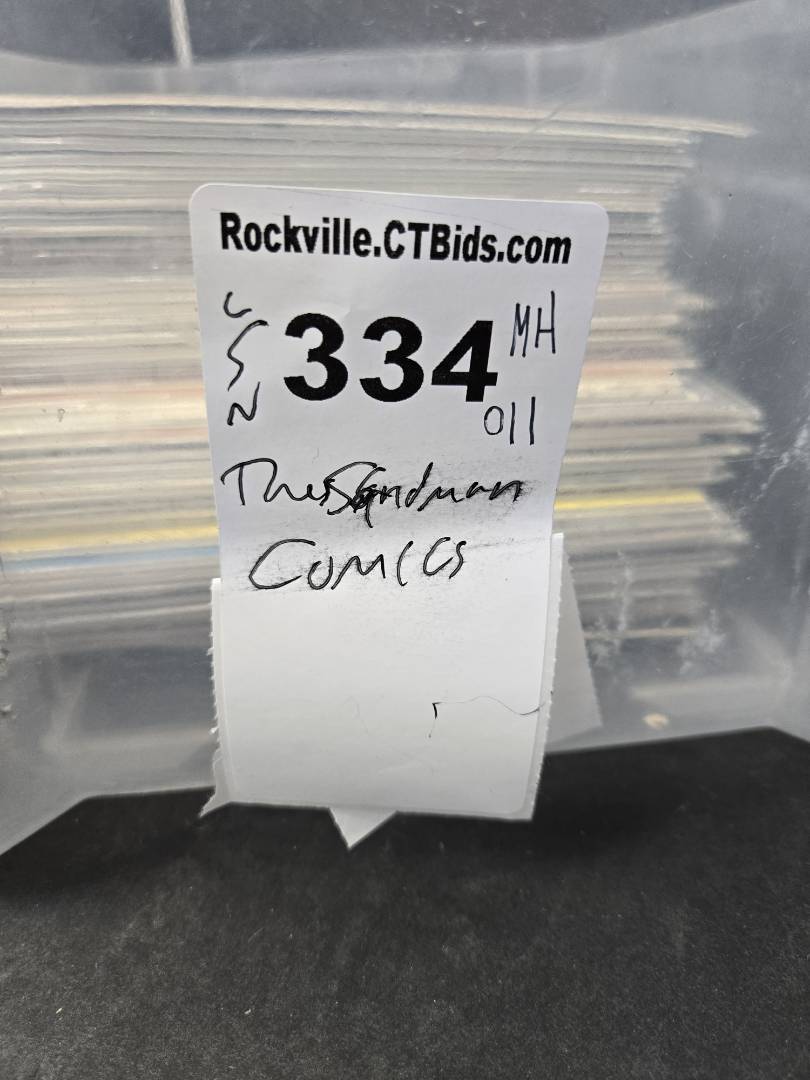 Rockville.CTBids.com
334
MH
011
The Sandman
Comics